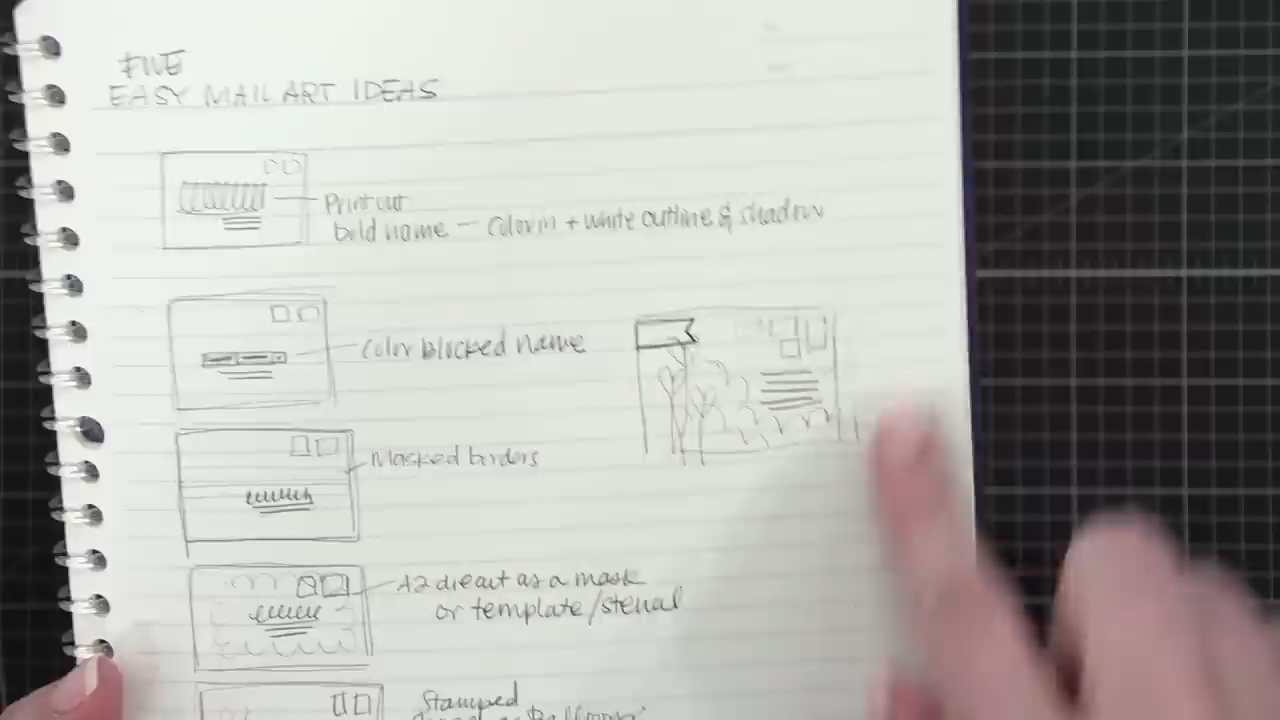 FIVE
EASY MAIL ART IDEAS
Print out
bold name — Color in + white outline & shadow
Color blocked name
Masked borders
A2 diecut as a mask
or template/stencil
Stamped